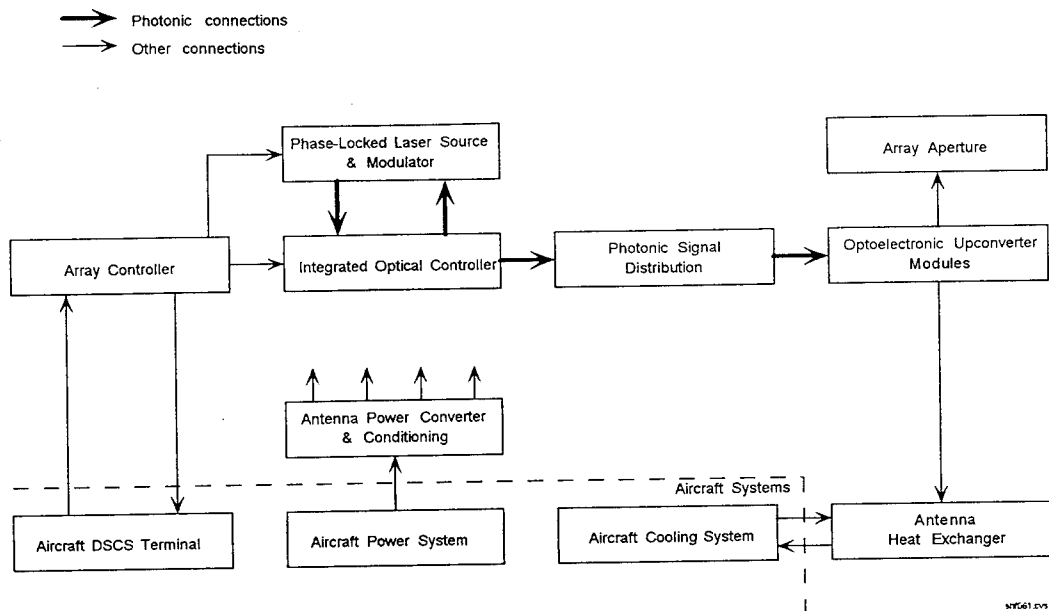 Photonic connections
Other connections
Phase-Locked Laser Source
& Modulator
Array Aperture
Array Controller
Integrated Optical Controller
Photonic Signal
Distribution
Optoelectronic Upconverter
Modules
Antenna Power Converter
& Conditioning
Aircraft Systems
Aircraft DSCS Terminal
Aircraft Power System
Aircraft Cooling System
Antenna
Heat Exchanger